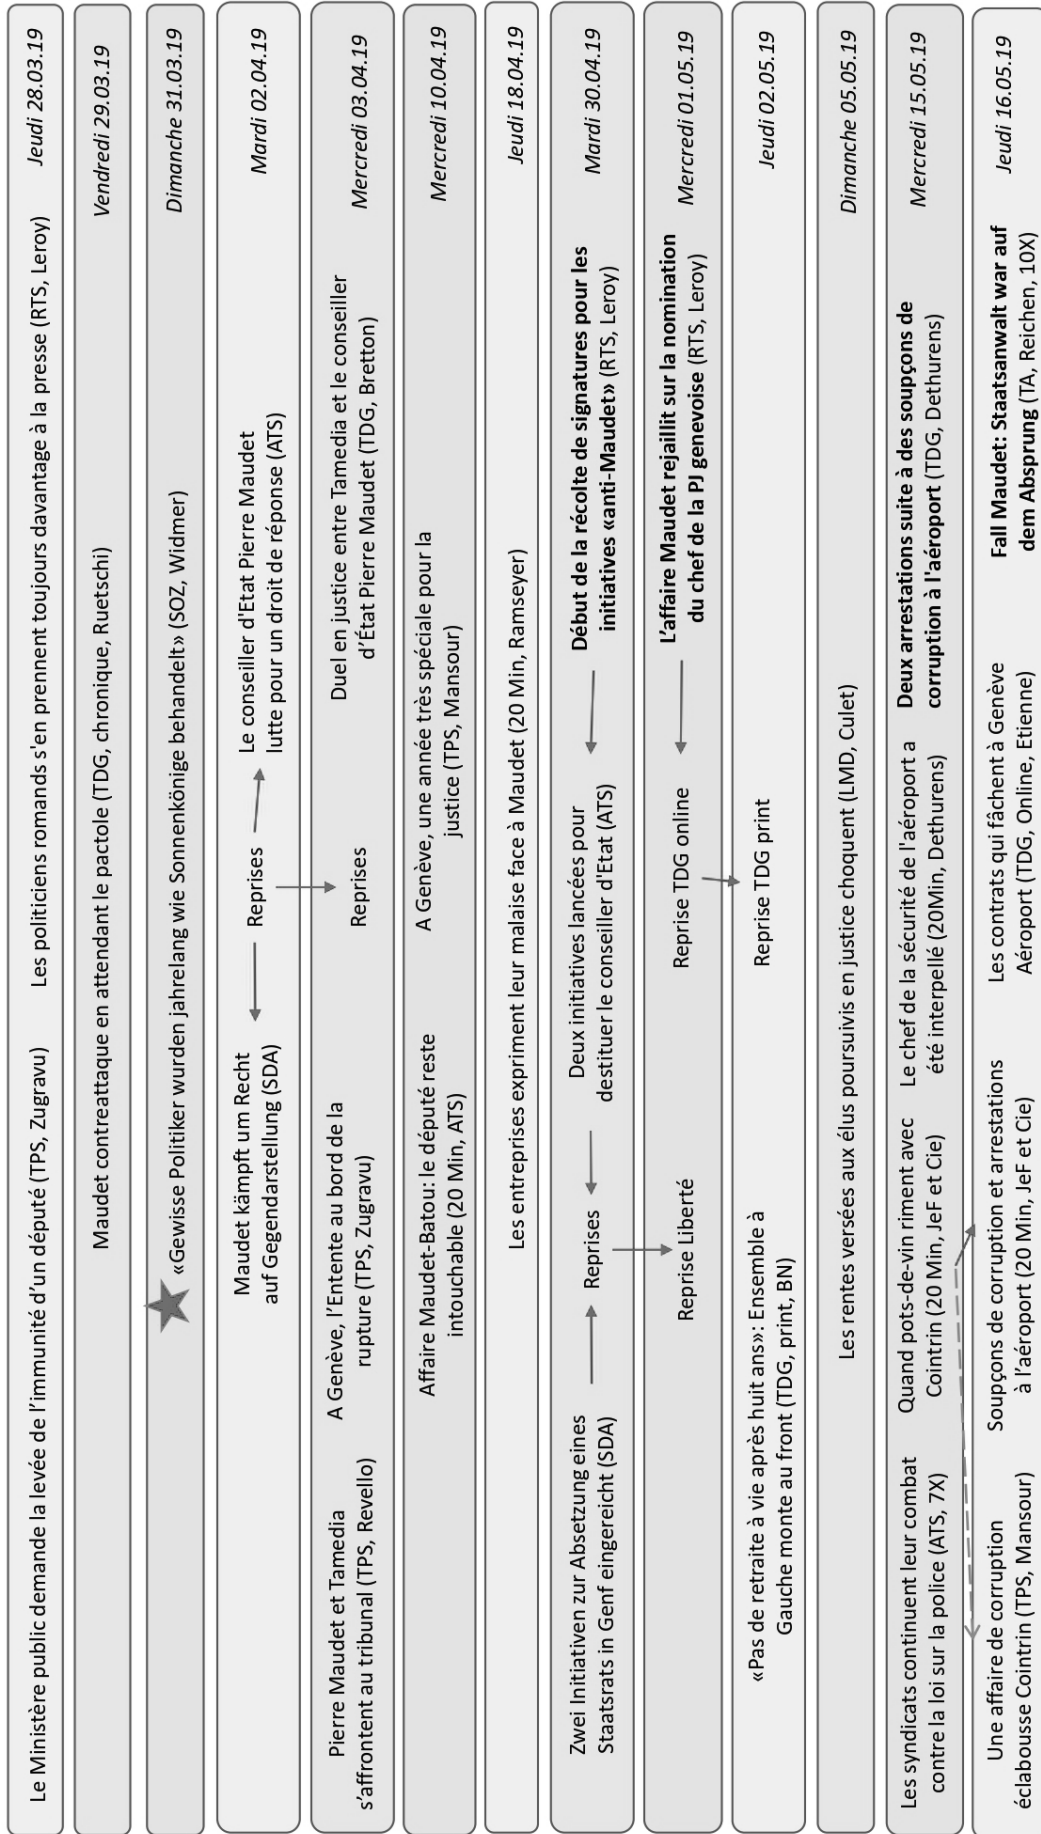 Le Ministère public demande la levée de l'immunité d'un député (TPS, Zugravu)
Les politiciens romands s'en prennent toujours davantage à la presse (RTS, Leroy)
Jeudi 28.03.19
Maudet contreattaque en attendant le pactole (TDG, chronique, Ruetschi)
Vendredi 29.03.19
«Gewisse Politiker wurden jahrelang wie Sonnenkönige behandelt» (SOZ, Widmer)
Dimanche 31.03.19
Maudet kämpft um Recht
auf Gegendarstellung (SDA)
Reprises
Le conseiller d'Etat Pierre Maudet
lutte pour un droit de réponse (ATS)
Mardi 02.04.19
Pierre Maudet et Tamedia
s'affrontent au tribunal (TPS, Revello)
A Genève, l'Entente au bord de la
rupture (TPS, Zugravu)
Reprises
Duel en justice entre Tamedia et le conseiller
d'État Pierre Maudet (TDG, Bretton)
Mercredi 03.04.19
Affaire Maudet-Batou: le député reste
intouchable (20 Min, ATS)
A Genève, une année très spéciale pour la
justice (TPS, Mansour)
Mercredi 10.04.19
Les entreprises expriment leur malaise face à Maudet (20 Min, Ramseyer)
Jeudi 18.04.19
Zwei Initiativen zur Absetzung eines
Staatsrats in Genf eingereicht (SDA)
Reprises
Deux initiatives lancées pour
destituer le conseiller d'Etat (ATS)
Début de la récolte de signatures pour les
initiatives «anti-Maudet» (RTS, Leroy)
Mardi 30.04.19
Reprise Liberté
Reprise TDG online
L'affaire Maudet rejaillit sur la nomination
du chef de la PJ genevoise (RTS, Leroy)
Mercredi 01.05.19
«Pas de retraite à vie après huit ans»: Ensemble à
Gauche monte au front (TDG, print, BN)
Reprise TDG print
Jeudi 02.05.19
Les rentes versées aux élus poursuivis en justice choquent (LMD, Culet)
Dimanche 05.05.19
Les syndicats continuent leur combat
contre la loi sur la police (ATS, 7X)
Quand pots-de-vin riment avec
Cointrin (20 Min, JeF et Cie)
Le chef de la sécurité de l'aéroport a
été interpellé (20Min, Dethurens)
Deux arrestations suite à des soupçons de
corruption à l'aéroport (TDG, Dethurens)
Mercredi 15.05.19
Une affaire de corruption
éclabousse Cointrin (TPS, Mansour)
Soupçons de corruption et arrestations
à l'aéroport (20 Min, JeF et Cie)
Les contrats qui fâchent à Genève
Aéroport (TDG, Online, Etienne)
Fall Maudet: Staatsanwalt war auf
dem Absprung (TA, Reichen, 10X)
Jeudi 16.05.19